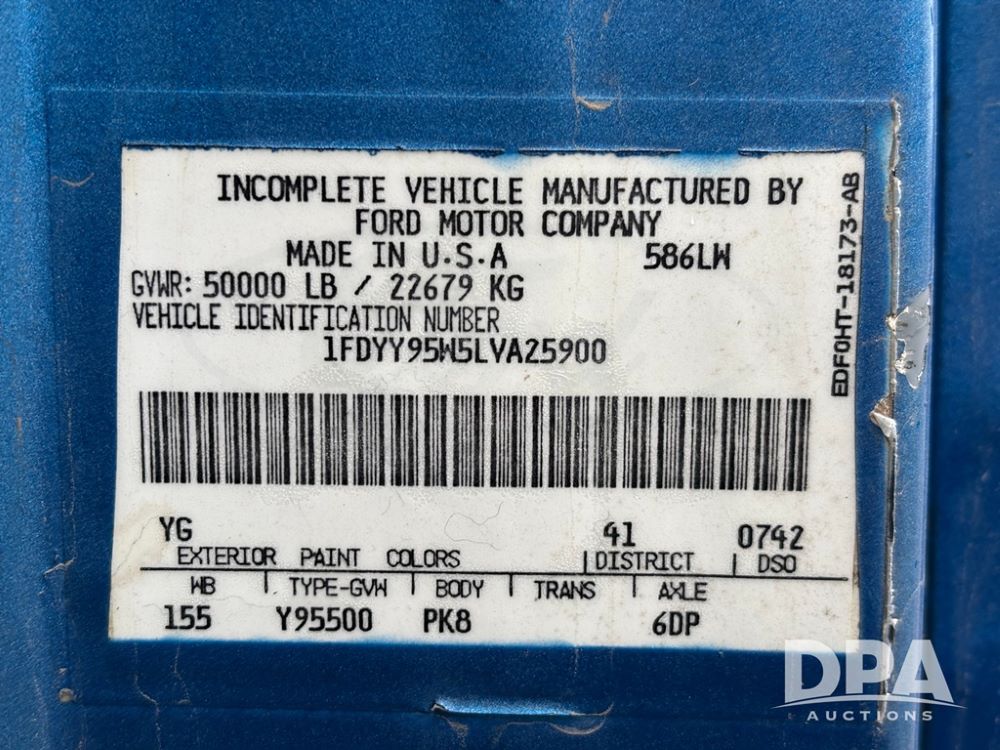 INCOMPLETE VEHICLE MANUFACTURED BY
FORD MOTOR COMPANY
MADE IN U.S.A 586LW
GVWR: 50000 LB / 22679 KG
VEHICLE IDENTIFICATION NUMBER
1FDYY95W5LVA25900
EDF0HT-18173-AB
YG 41 0742
EXTERIOR PAINT COLORS DISTRICT DSO
WB TYPE-GVW BODY TRANS AXLE
155 Y95500 PK8 6DP
DPA
AUCTIONS